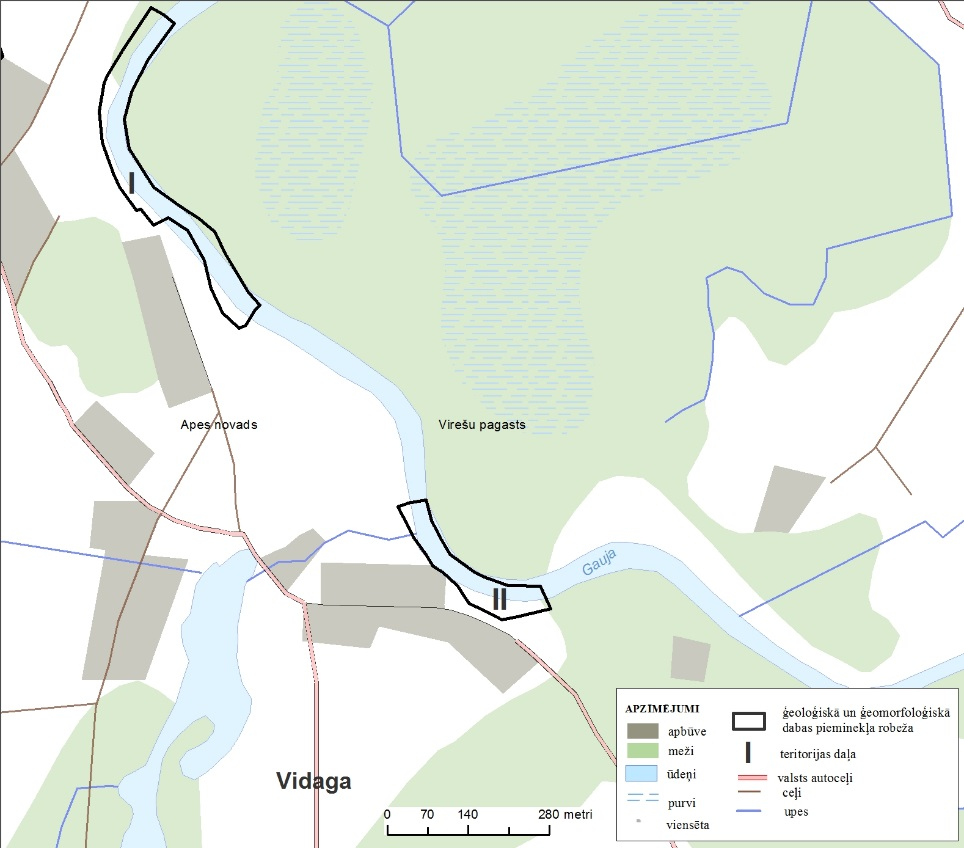 I
Apes novads
Virešu pagasts
Gauja
II
Vidaga
0 70 140 280 metri
APZĪMĒJUMI
apbūve
meži
ūdeņi
purvi
viensēta
ģeoloģiskā un ģeomorfoloģiskā
dabas pieminekļa robeža
I teritorijas daļa
valsts autoceļi
ceļi
upes